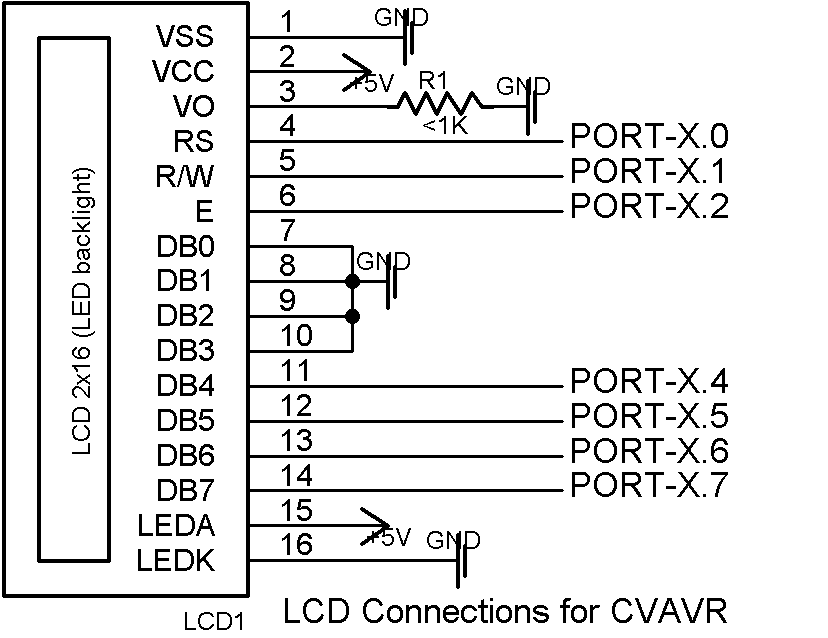 VSS 1 GND
VCC 2 +5V
VO 3 R1 <1K GND
RS 4 PORT-X.0
R/W 5 PORT-X.1
E 6 PORT-X.2
DB0 7
DB1 8 GND
DB2 9
DB3 10
DB4 11 PORT-X.4
DB5 12 PORT-X.5
DB6 13 PORT-X.6
DB7 14 PORT-X.7
LEDA 15 +5V
LEDK 16 GND
LCD 2x16 (LED backlight)
LCD1
LCD Connections for CVAVR